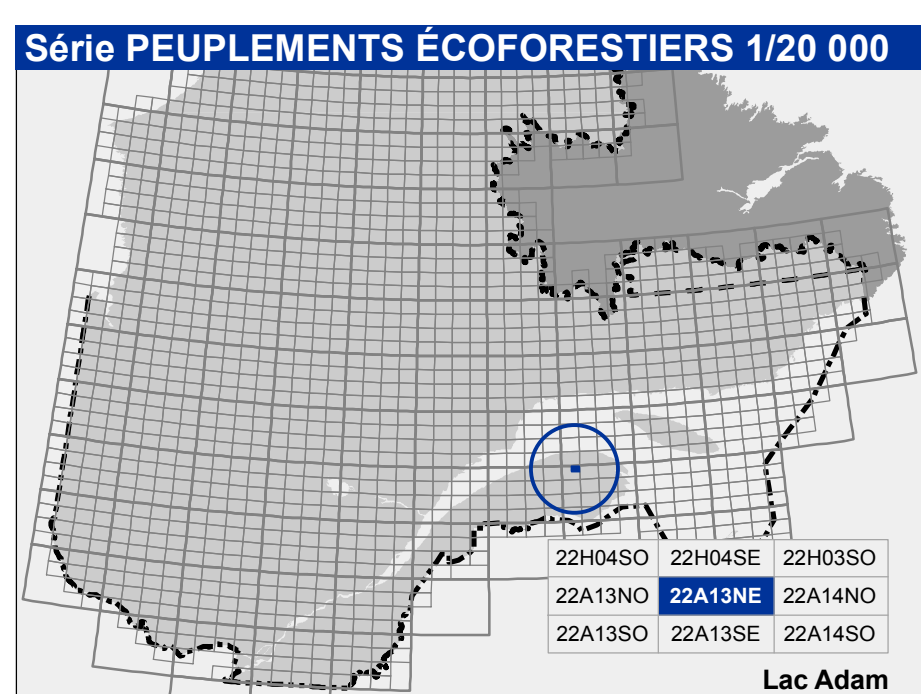 Série PEUPLEMENTS ÉCOFORESTIERS 1/20 000
22H04SO 22H04SE 22H03SO
22A13NO 22A13NE 22A14NO
22A13SO 22A13SE 22A14SO
Lac Adam